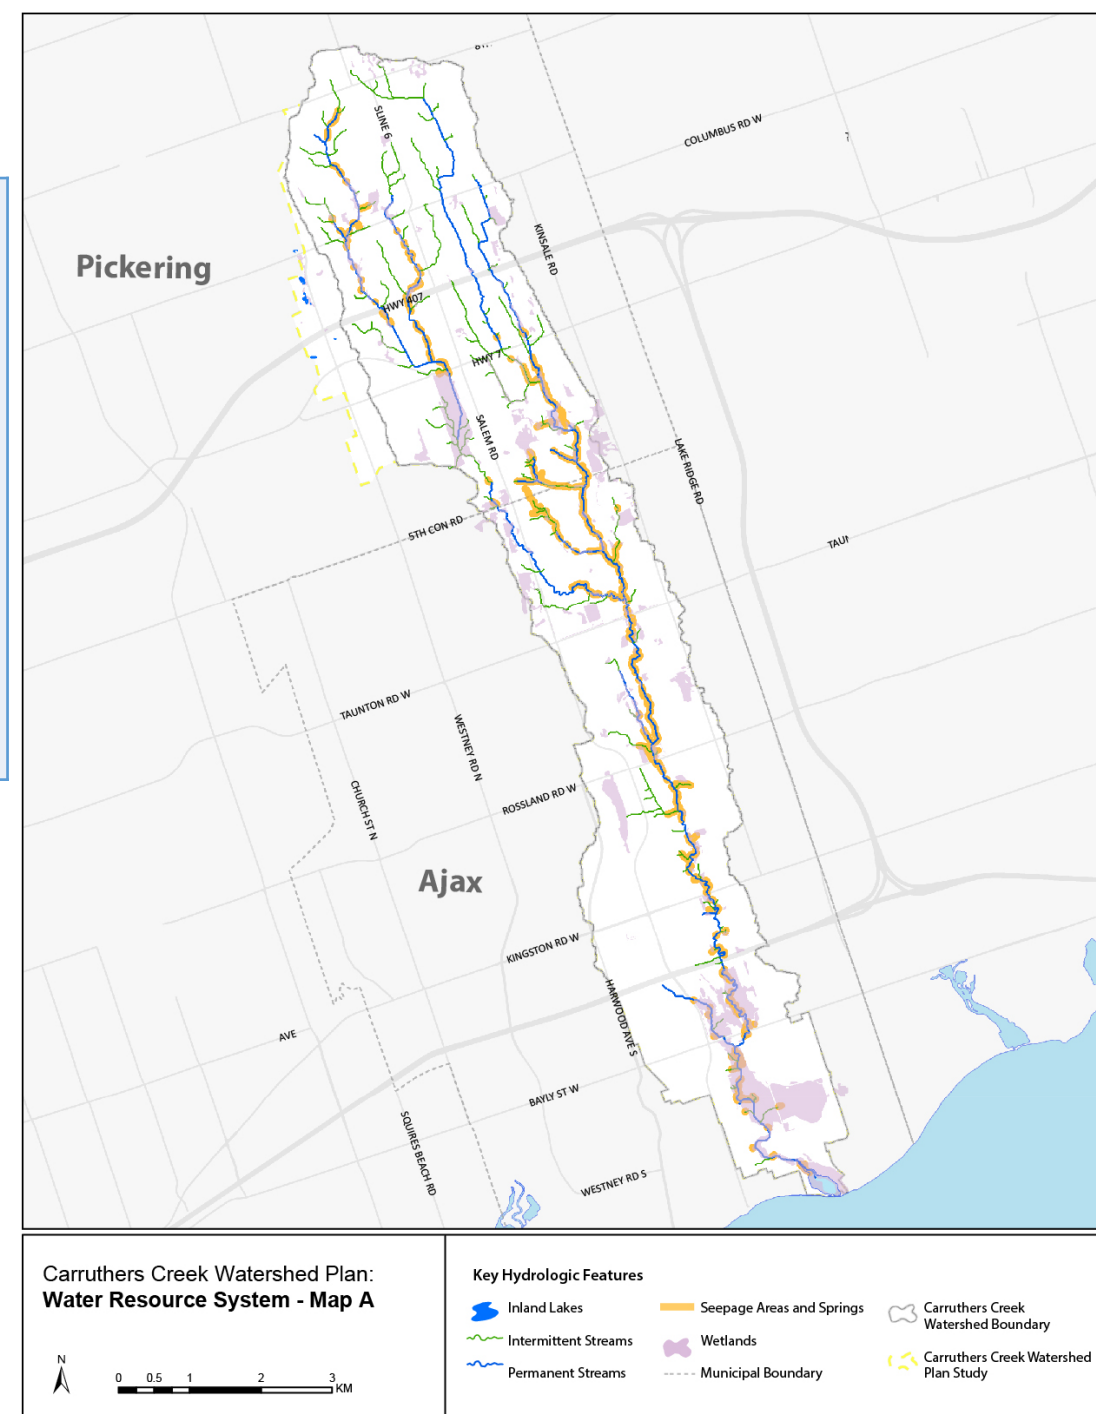 COLUMBUS RD W
SLINE 6
KINSALE RD
Pickering
HWY 407
HWY 7
SALEM RD
LAKE RIDGE RD
5TH CON RD
TAUNTON RD W
WESTNEY RD N
CHURCH ST N
ROSSLAND RD W
Ajax
KINGSTON RD W
HARWOOD AVE S
AVE
BAYLY ST W
SQUIRES BEACH RD
WESTNEY RD S
Carruthers Creek Watershed Plan:
Water Resource System - Map A
N
0 0.5 1 2 3
KM
Key Hydrologic Features
Inland Lakes
Intermittent Streams
Permanent Streams
Seepage Areas and Springs
Wetlands
Municipal Boundary
Carruthers Creek
Watershed Boundary
Carruthers Creek Watershed
Plan Study